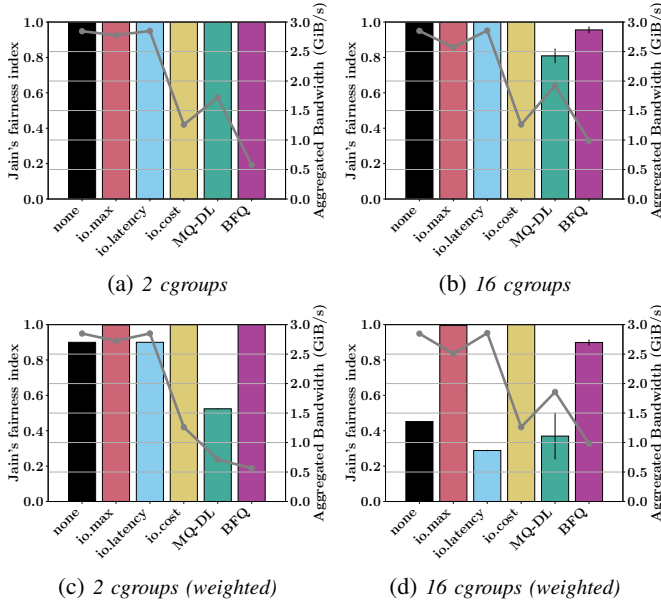 Jain's fairness index
1.0
0.8
0.6
0.4
0.2
0.0
none
io.max
io.latency
io.cost
MQ-DL
BFQ
3.0
2.5
2.0
1.5
1.0
0.5
0.0
Aggregated Bandwidth (GiB/s)
(a) 2 cgroups
Jain's fairness index
1.0
0.8
0.6
0.4
0.2
0.0
none
io.max
io.latency
io.cost
MQ-DL
BFQ
3.0
2.5
2.0
1.5
1.0
0.5
0.0
Aggregated Bandwidth (GiB/s)
(b) 16 cgroups
Jain's fairness index
1.0
0.8
0.6
0.4
0.2
0.0
none
io.max
io.latency
io.cost
MQ-DL
BFQ
3.0
2.5
2.0
1.5
1.0
0.5
0.0
Aggregated Bandwidth (GiB/s)
(c) 2 cgroups (weighted)
Jain's fairness index
1.0
0.8
0.6
0.4
0.2
0.0
none
io.max
io.latency
io.cost
MQ-DL
BFQ
3.0
2.5
2.0
1.5
1.0
0.5
0.0
Aggregated Bandwidth (GiB/s)
(d) 16 cgroups (weighted)